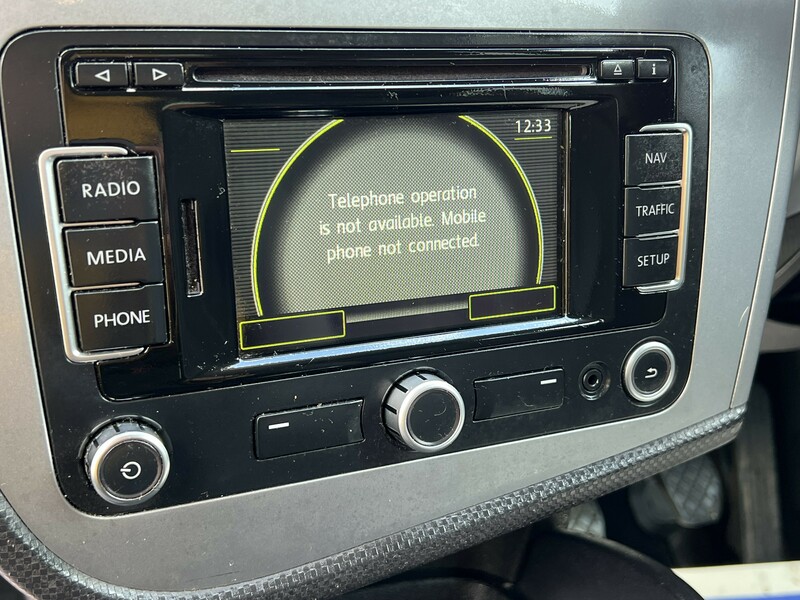 i
12:33
RADIO
MEDIA
PHONE
Telephone operation
is not available. Mobile
phone not connected.
NAV
TRAFFIC
SETUP